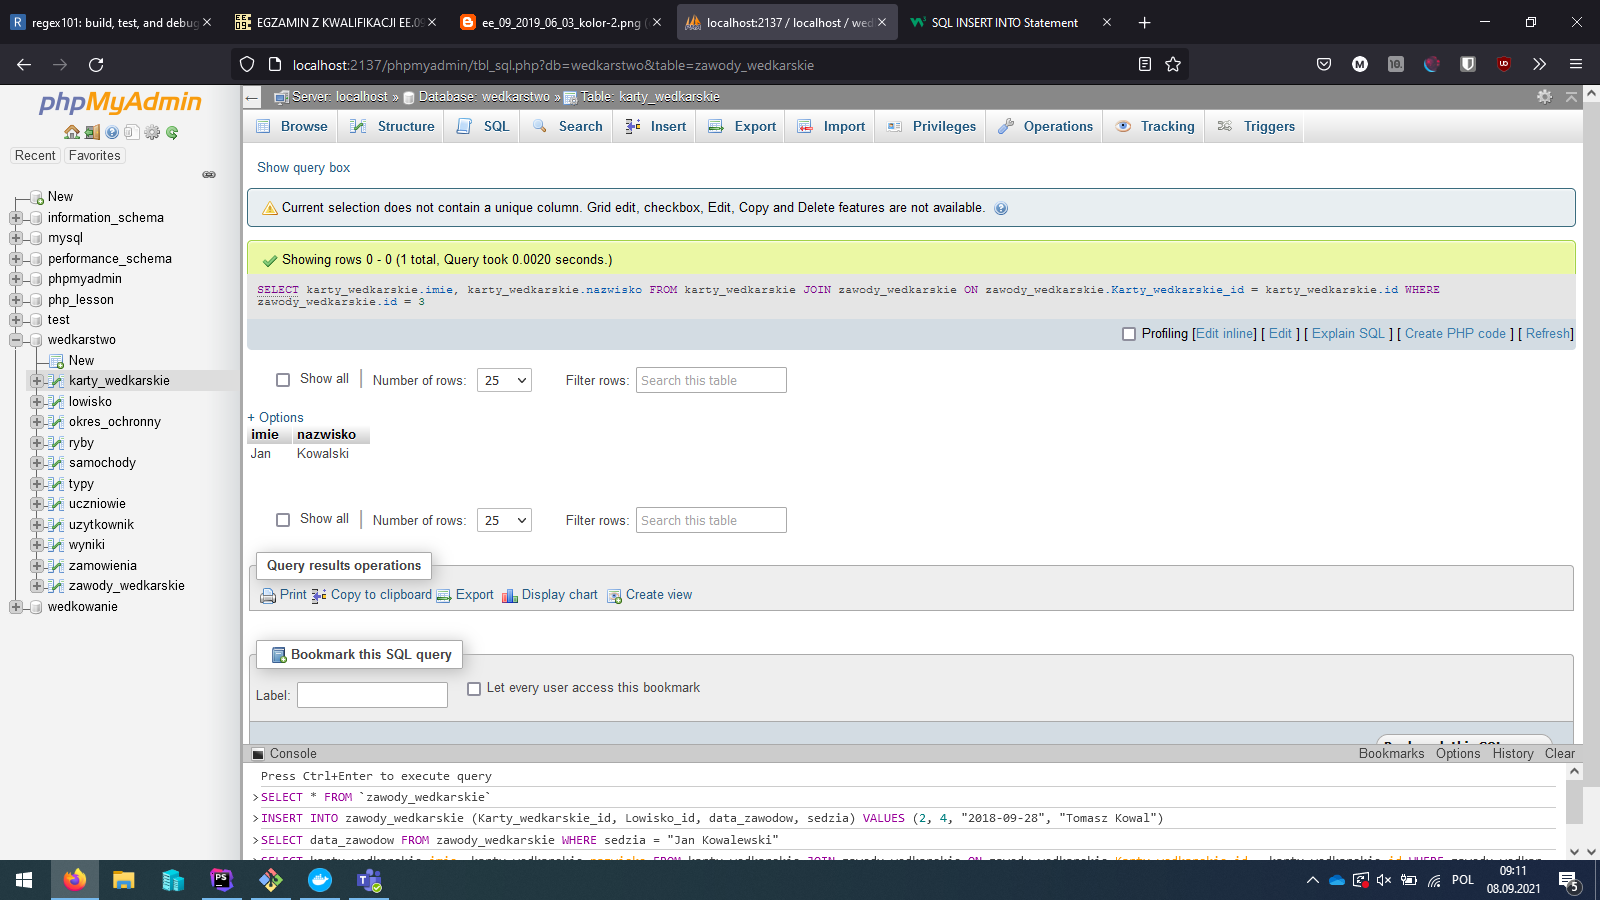 regex101: build, test, and debug
EGZAMIN Z KWALIFIKACJI EE.09
ee_09_2019_06_03_kolor-2.png (
localhost:2137 / localhost / wed
SQL INSERT INTO Statement
localhost:2137/phpmyadmin/tbl_sql.php?db=wedkarstwo&table=zawody_wedkarskie
phpMyAdmin
Recent
Favorites
New
information_schema
mysql
performance_schema
phpmyadmin
php_lesson
test
wedkarstwo
New
karty_wedkarskie
lowisko
okres_ochronny
ryby
samochody
typy
uczniowie
uzytkownik
wyniki
zamowienia
zawody_wedkarskie
wedkowanie
Server: localhost » Database: wedkarstwo » Table: karty_wedkarskie
Browse Structure SQL Search Insert Export Import Privileges Operations Tracking Triggers
Show query box
Current selection does not contain a unique column. Grid edit, checkbox, Edit, Copy and Delete features are not available.
Showing rows 0 - 0 (1 total, Query took 0.0020 seconds.)
SELECT karty_wedkarskie.imie, karty_wedkarskie.nazwisko FROM karty_wedkarskie JOIN zawody_wedkarskie ON zawody_wedkarskie.Karty_wedkarskie_id = karty_wedkarskie.id WHERE
zawody_wedkarskie.id = 3
Profiling [Edit inline] [ Edit ] [ Explain SQL ] [ Create PHP code ] [ Refresh]
Show all | Number of rows: 25 Filter rows: Search this table
+ Options
imie nazwisko
Jan Kowalski
Show all | Number of rows: 25 Filter rows: Search this table
Query results operations
Print Copy to clipboard Export Display chart Create view
Bookmark this SQL query
Label: Let every user access this bookmark
Console Bookmarks Options History Clear
Press Ctrl+Enter to execute query
>SELECT * FROM `zawody_wedkarskie`
>INSERT INTO zawody_wedkarskie (Karty_wedkarskie_id, Lowisko_id, data_zawodow, sedzia) VALUES (2, 4, "2018-09-28", "Tomasz Kowal")
>SELECT data_zawodow FROM zawody_wedkarskie WHERE sedzia = "Jan Kowalewski"
POL
09:11
08.09.2021
5